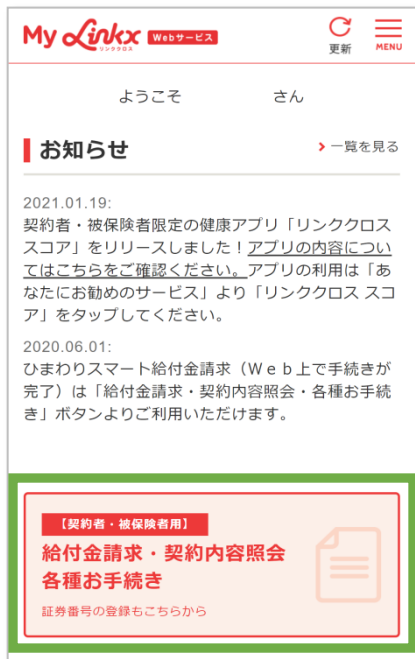 My Linkx Webサービス
リンククロス
更新
MENU
ようこそ さん
お知らせ
一覧を見る
2021.01.19:
契約者・被保険者限定の健康アプリ「リンククロス
スコア」をリリースしました！アプリの内容につい
てはこちらをご確認ください。アプリの利用は「あ
なたにお勧めのサービス」より「リンククロス スコ
ア」をタップしてください。
2020.06.01:
ひまわりスマート給付金請求（Ｗｅｂ上で手続きが
完了）は「給付金請求・契約内容照会・各種お手続
き」ボタンよりご利用いただけます。
【契約者・被保険者用】
給付金請求・契約内容照会
各種お手続き
証券番号の登録もこちらから